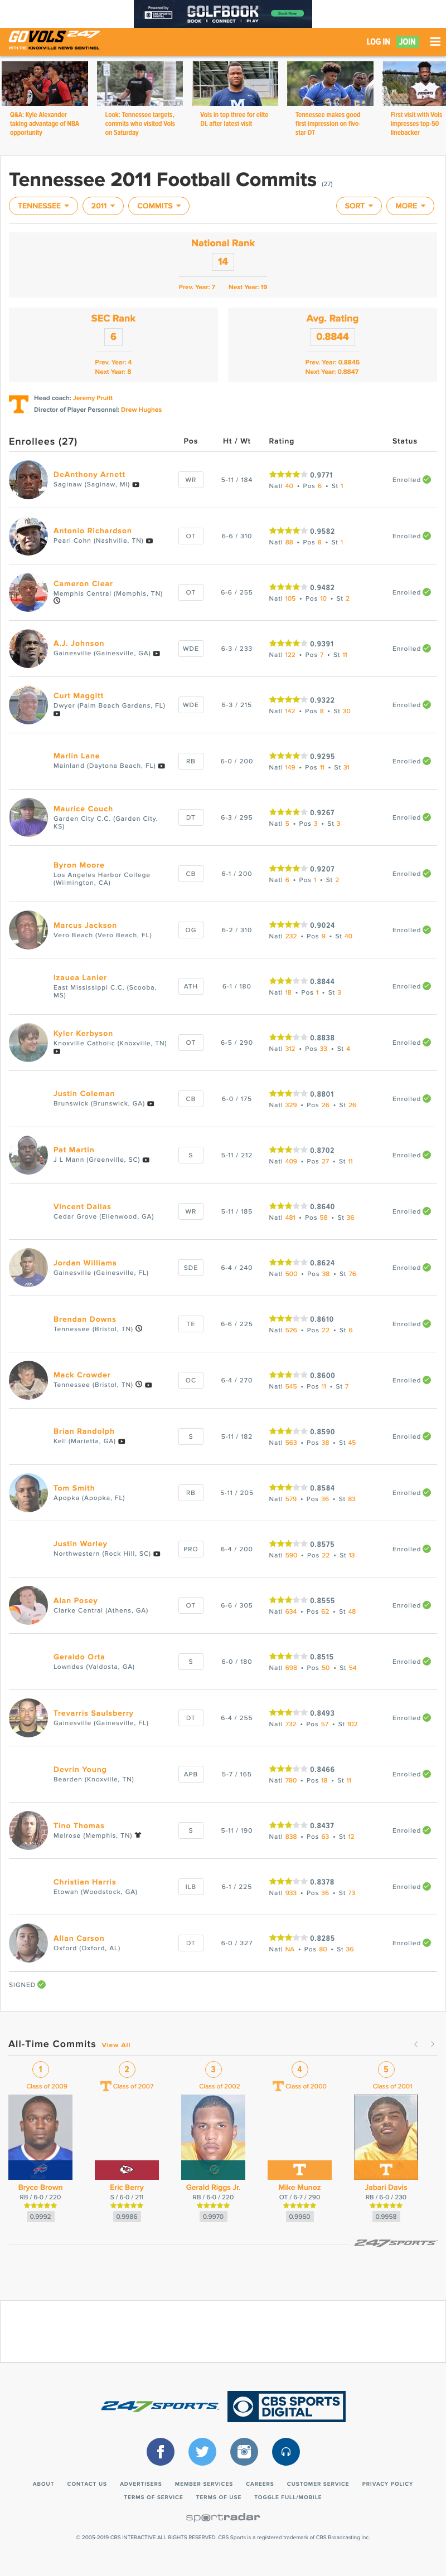 Powered by
CBS SPORTS DIGITAL
GOLFBOOK
BOOK | CONNECT | PLAY
Book Now
GOVOLS247
WITH THE KNOXVILLE NEWS SENTINEL
LOG IN JOIN
Q&A: Kyle Alexander taking advantage of NBA opportunity
Look: Tennessee targets, commits who visited Vols on Saturday
Vols in top three for elite DL after latest visit
Tennessee makes good first impression on five-star DT
First visit with Vols impresses top-50 linebacker
Tennessee 2011 Football Commits (27)
TENNESSEE 2011 COMMITS SORT MORE
National Rank
14
Prev. Year: 7 Next Year: 19
SEC Rank
6
Prev. Year: 4
Next Year: 8
Avg. Rating
0.8844
Prev. Year: 0.8845
Next Year: 0.8847
Head coach: Jeremy Pruitt
Director of Player Personnel: Drew Hughes
Enrollees (27) Pos Ht / Wt Rating Status
DeAnthony Arnett
Saginaw (Saginaw, MI)
WR 5-11 / 184 0.9771
Natl 40 • Pos 6 • St 1
Enrolled
Antonio Richardson
Pearl Cohn (Nashville, TN)
OT 6-6 / 310 0.9582
Natl 88 • Pos 8 • St 1
Enrolled
Cameron Clear
Memphis Central (Memphis, TN)
OT 6-6 / 255 0.9482
Natl 105 • Pos 10 • St 2
Enrolled
A.J. Johnson
Gainesville (Gainesville, GA)
WDE 6-3 / 233 0.9391
Natl 122 • Pos 7 • St 11
Enrolled
Curt Maggitt
Dwyer (Palm Beach Gardens, FL)
WDE 6-3 / 215 0.9322
Natl 142 • Pos 8 • St 30
Enrolled
Marlin Lane
Mainland (Daytona Beach, FL)
RB 6-0 / 200 0.9295
Natl 149 • Pos 11 • St 31
Enrolled
Maurice Couch
Garden City C.C. (Garden City, KS)
DT 6-3 / 295 0.9267
Natl 5 • Pos 3 • St 3
Enrolled
Byron Moore
Los Angeles Harbor College (Wilmington, CA)
CB 6-1 / 200 0.9207
Natl 6 • Pos 1 • St 2
Enrolled
Marcus Jackson
Vero Beach (Vero Beach, FL)
OG 6-2 / 310 0.9024
Natl 232 • Pos 9 • St 40
Enrolled
Izauea Lanier
East Mississippi C.C. (Scooba, MS)
ATH 6-1 / 180 0.8844
Natl 18 • Pos 1 • St 3
Enrolled
Kyler Kerbyson
Knoxville Catholic (Knoxville, TN)
OT 6-5 / 290 0.8838
Natl 312 • Pos 33 • St 4
Enrolled
Justin Coleman
Brunswick (Brunswick, GA)
CB 6-0 / 175 0.8801
Natl 329 • Pos 26 • St 26
Enrolled
Pat Martin
J L Mann (Greenville, SC)
S 5-11 / 212 0.8702
Natl 409 • Pos 27 • St 11
Enrolled
Vincent Dallas
Cedar Grove (Ellenwood, GA)
WR 5-11 / 185 0.8640
Natl 481 • Pos 58 • St 36
Enrolled
Jordan Williams
Gainesville (Gainesville, FL)
SDE 6-4 / 240 0.8624
Natl 500 • Pos 38 • St 76
Enrolled
Brendan Downs
Tennessee (Bristol, TN)
TE 6-6 / 225 0.8610
Natl 526 • Pos 22 • St 6
Enrolled
Mack Crowder
Tennessee (Bristol, TN)
OC 6-4 / 270 0.8600
Natl 545 • Pos 11 • St 7
Enrolled
Brian Randolph
Kell (Marietta, GA)
S 5-11 / 182 0.8590
Natl 563 • Pos 38 • St 45
Enrolled
Tom Smith
Apopka (Apopka, FL)
RB 5-11 / 205 0.8584
Natl 579 • Pos 36 • St 83
Enrolled
Justin Worley
Northwestern (Rock Hill, SC)
PRO 6-4 / 200 0.8575
Natl 590 • Pos 22 • St 13
Enrolled
Alan Posey
Clarke Central (Athens, GA)
OT 6-6 / 305 0.8555
Natl 634 • Pos 62 • St 48
Enrolled
Geraldo Orta
Lowndes (Valdosta, GA)
S 6-0 / 180 0.8515
Natl 698 • Pos 50 • St 54
Enrolled
Trevarris Saulsberry
Gainesville (Gainesville, FL)
DT 6-4 / 255 0.8493
Natl 732 • Pos 57 • St 102
Enrolled
Devrin Young
Bearden (Knoxville, TN)
APB 5-7 / 165 0.8466
Natl 780 • Pos 18 • St 11
Enrolled
Tino Thomas
Melrose (Memphis, TN)
S 5-11 / 190 0.8437
Natl 838 • Pos 63 • St 12
Enrolled
Christian Harris
Etowah (Woodstock, GA)
ILB 6-1 / 225 0.8378
Natl 933 • Pos 36 • St 73
Enrolled
Allan Carson
Oxford (Oxford, AL)
DT 6-0 / 327 0.8285
Natl NA • Pos 80 • St 36
Enrolled
SIGNED
All-Time Commits View All
1
Class of 2009
Bryce Brown
RB / 6-0 / 220
0.9992
2
Class of 2007
Eric Berry
S / 6-0 / 211
0.9986
3
Class of 2002
Gerald Riggs Jr.
RB / 6-0 / 220
0.9970
4
Class of 2000
Mike Munoz
OT / 6-7 / 290
0.9960
5
Class of 2001
Jabari Davis
RB / 6-0 / 230
0.9958
247SPORTS
247SPORTS
CBS SPORTS DIGITAL
ABOUT CONTACT US ADVERTISERS MEMBER SERVICES CAREERS CUSTOMER SERVICE PRIVACY POLICY
TERMS OF SERVICE TERMS OF USE TOGGLE FULL/MOBILE
sportradar
© 2005-2019 CBS INTERACTIVE ALL RIGHTS RESERVED. CBS Sports is a registered trademark of CBS Broadcasting Inc.